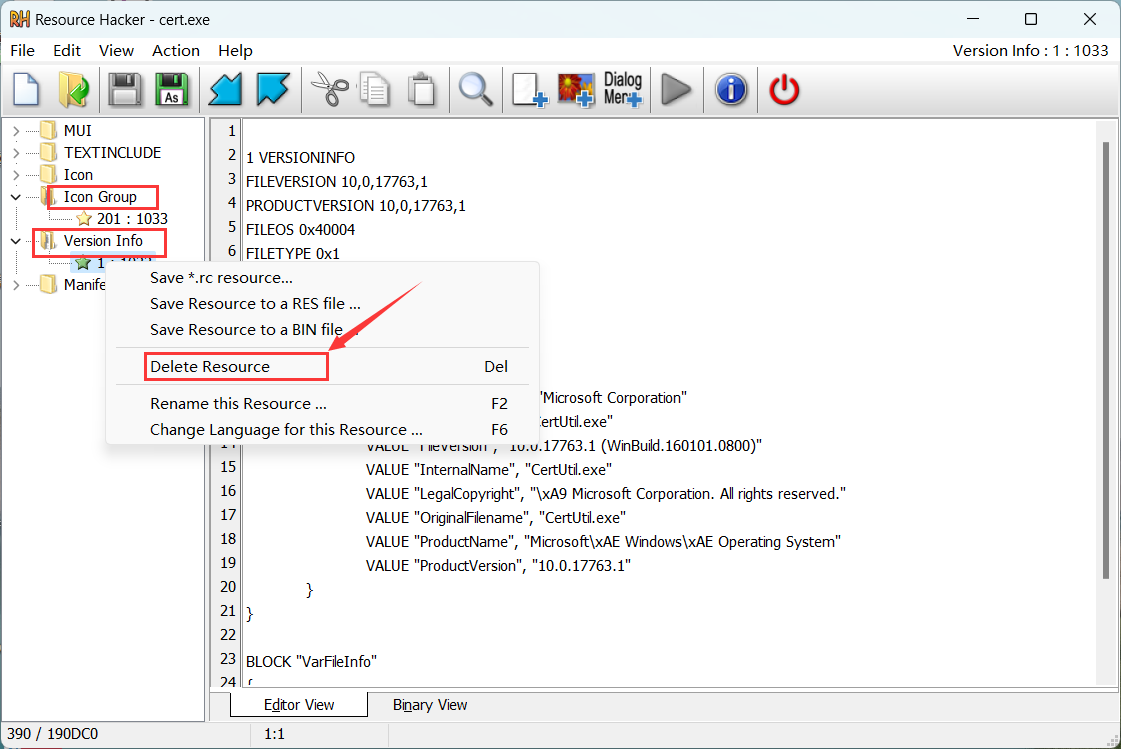 Resource Hacker - cert.exe
File Edit View Action Help Version Info : 1 : 1033
As
Dialog
Mer
MUI
TEXTINCLUDE
Icon
Icon Group
201 : 1033
Version Info
1 : 1033
Manife
Save *.rc resource...
Save Resource to a RES file ...
Save Resource to a BIN file ...
Delete Resource Del
Rename this Resource ... F2
Change Language for this Resource ... F6
1
2 1 VERSIONINFO
3 FILEVERSION 10,0,17763,1
4 PRODUCTVERSION 10,0,17763,1
5 FILEOS 0x40004
6 FILETYPE 0x1
"Microsoft Corporation"
CertUtil.exe"
14 VALUE "FileVersion", "10.0.17763.1 (WinBuild.160101.0800)"
15 VALUE "InternalName", "CertUtil.exe"
16 VALUE "LegalCopyright", "\xA9 Microsoft Corporation. All rights reserved."
17 VALUE "OriginalFilename", "CertUtil.exe"
18 VALUE "ProductName", "Microsoft\xAE Windows\xAE Operating System"
19 VALUE "ProductVersion", "10.0.17763.1"
20 }
21 }
22
23 BLOCK "VarFileInfo"
24 {
Editor View Binary View
390 / 190DC0 1:1